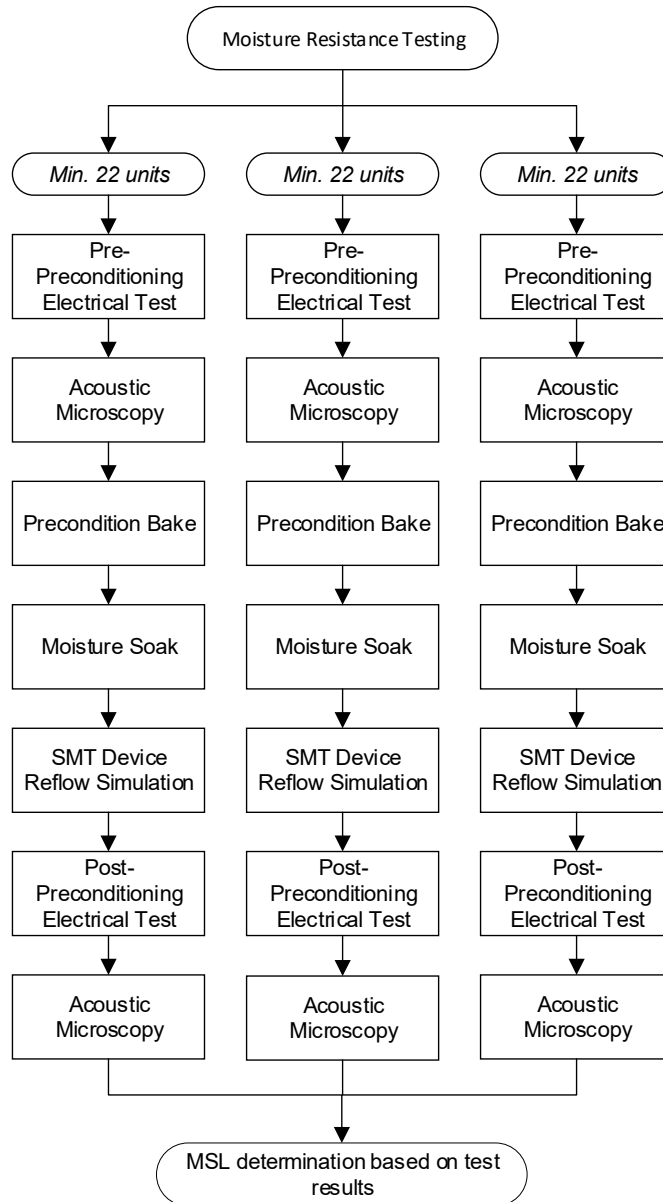 Moisture Resistance Testing
Min. 22 units
Min. 22 units
Min. 22 units
Pre-
Preconditioning
Electrical Test
Pre-
Preconditioning
Electrical Test
Pre-
Preconditioning
Electrical Test
Acoustic
Microscopy
Acoustic
Microscopy
Acoustic
Microscopy
Precondition Bake
Precondition Bake
Precondition Bake
Moisture Soak
Moisture Soak
Moisture Soak
SMT Device
Reflow Simulation
SMT Device
Reflow Simulation
SMT Device
Reflow Simulation
Post-
Preconditioning
Electrical Test
Post-
Preconditioning
Electrical Test
Post-
Preconditioning
Electrical Test
Acoustic
Microscopy
Acoustic
Microscopy
Acoustic
Microscopy
MSL determination based on test
results